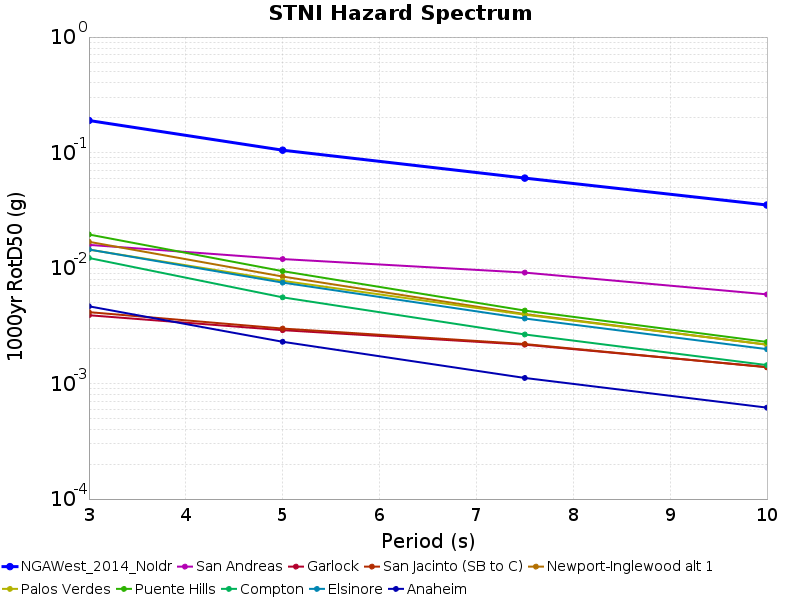 STNI Hazard Spectrum
1000yr RotD50 (g)
10^0
10^-1
10^-2
10^-3
10^-4
3 4 5 6 7 8 9 10
Period (s)
NGAWest_2014_NoIdr San Andreas Garlock San Jacinto (SB to C) Newport-Inglewood alt 1
Palos Verdes Puente Hills Compton Elsinore Anaheim